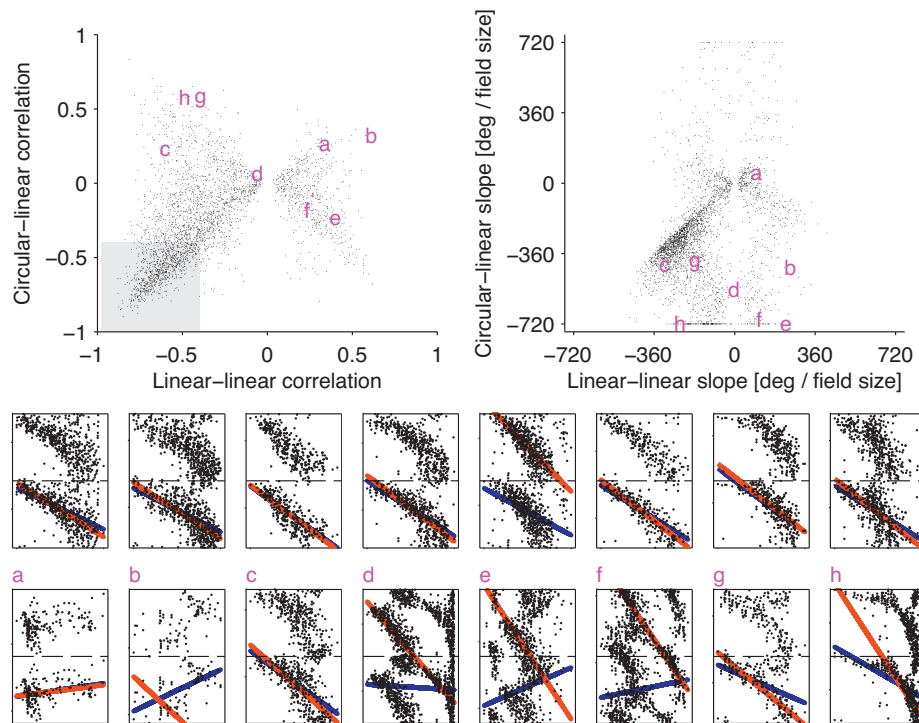 1
0.5
0
−0.5
−1
Circular−linear correlation
−1 −0.5 0 0.5 1
Linear−linear correlation
h g
b
a
c
d
f
e
720
360
0
−360
−720
Circular−linear slope [deg / field size]
−720 −360 0 360 720
Linear−linear slope [deg / field size]
a
g
c
b
d
f
h
e
a b c d e f g h